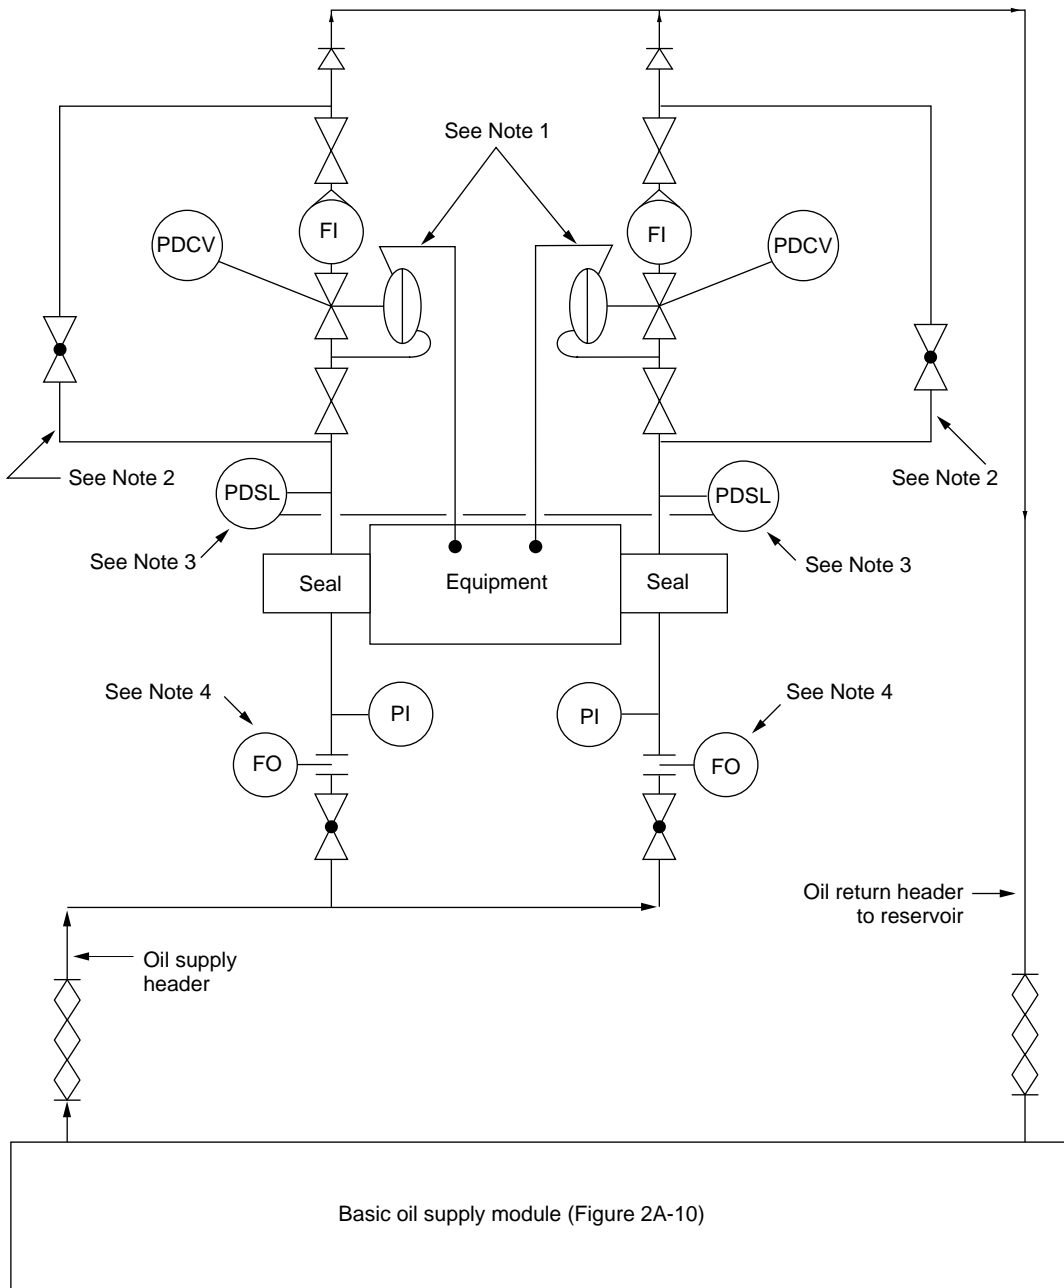 See Note 1
FI
FI
PDCV
PDCV
See Note 2
See Note 2
PDSL
PDSL
See Note 3
See Note 3
Seal
Equipment
Seal
See Note 4
See Note 4
PI
PI
FO
FO
Oil return header
to reservoir
Oil supply
header
Basic oil supply module (Figure 2A-10)